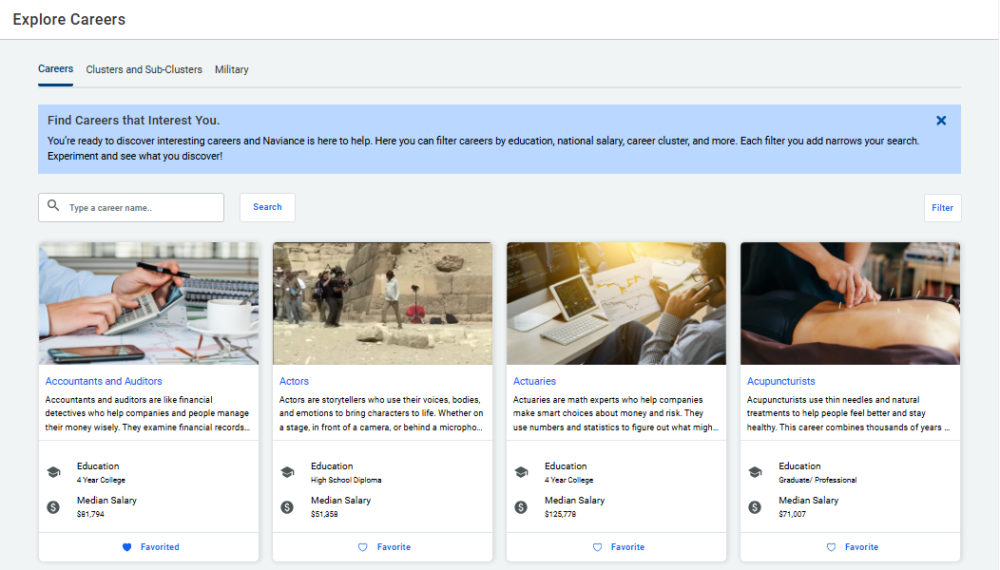 Explore Careers
Careers
Clusters and Sub-Clusters
Military
Find Careers that Interest You.
You're ready to discover interesting careers and Naviance is here to help. Here you can filter careers by education, national salary, career cluster, and more. Each filter you add narrows your search.
Experiment and see what you discover!
Type a career name..
Search
Filter
Accountants and Auditors
Accountants and auditors are like financial
detectives who help companies and people manage
their money wisely. They examine financial records...
Education
4 Year College
Median Salary
$81,794
Favorited
Actors
Actors are storytellers who use their voices, bodies,
and emotions to bring characters to life. Whether on
a stage, in front of a camera, or behind a micropho...
Education
High School Diploma
Median Salary
$51,358
Favorite
Actuaries
Actuaries are math experts who help companies
make smart choices about money and risk. They
use numbers and statistics to figure out what migh...
Education
4 Year College
Median Salary
$125,778
Favorite
Acupuncturists
Acupuncturists use thin needles and natural
treatments to help people feel better and stay
healthy. This career combines thousands of years ...
Education
Graduate/ Professional
Median Salary
$71,007
Favorite